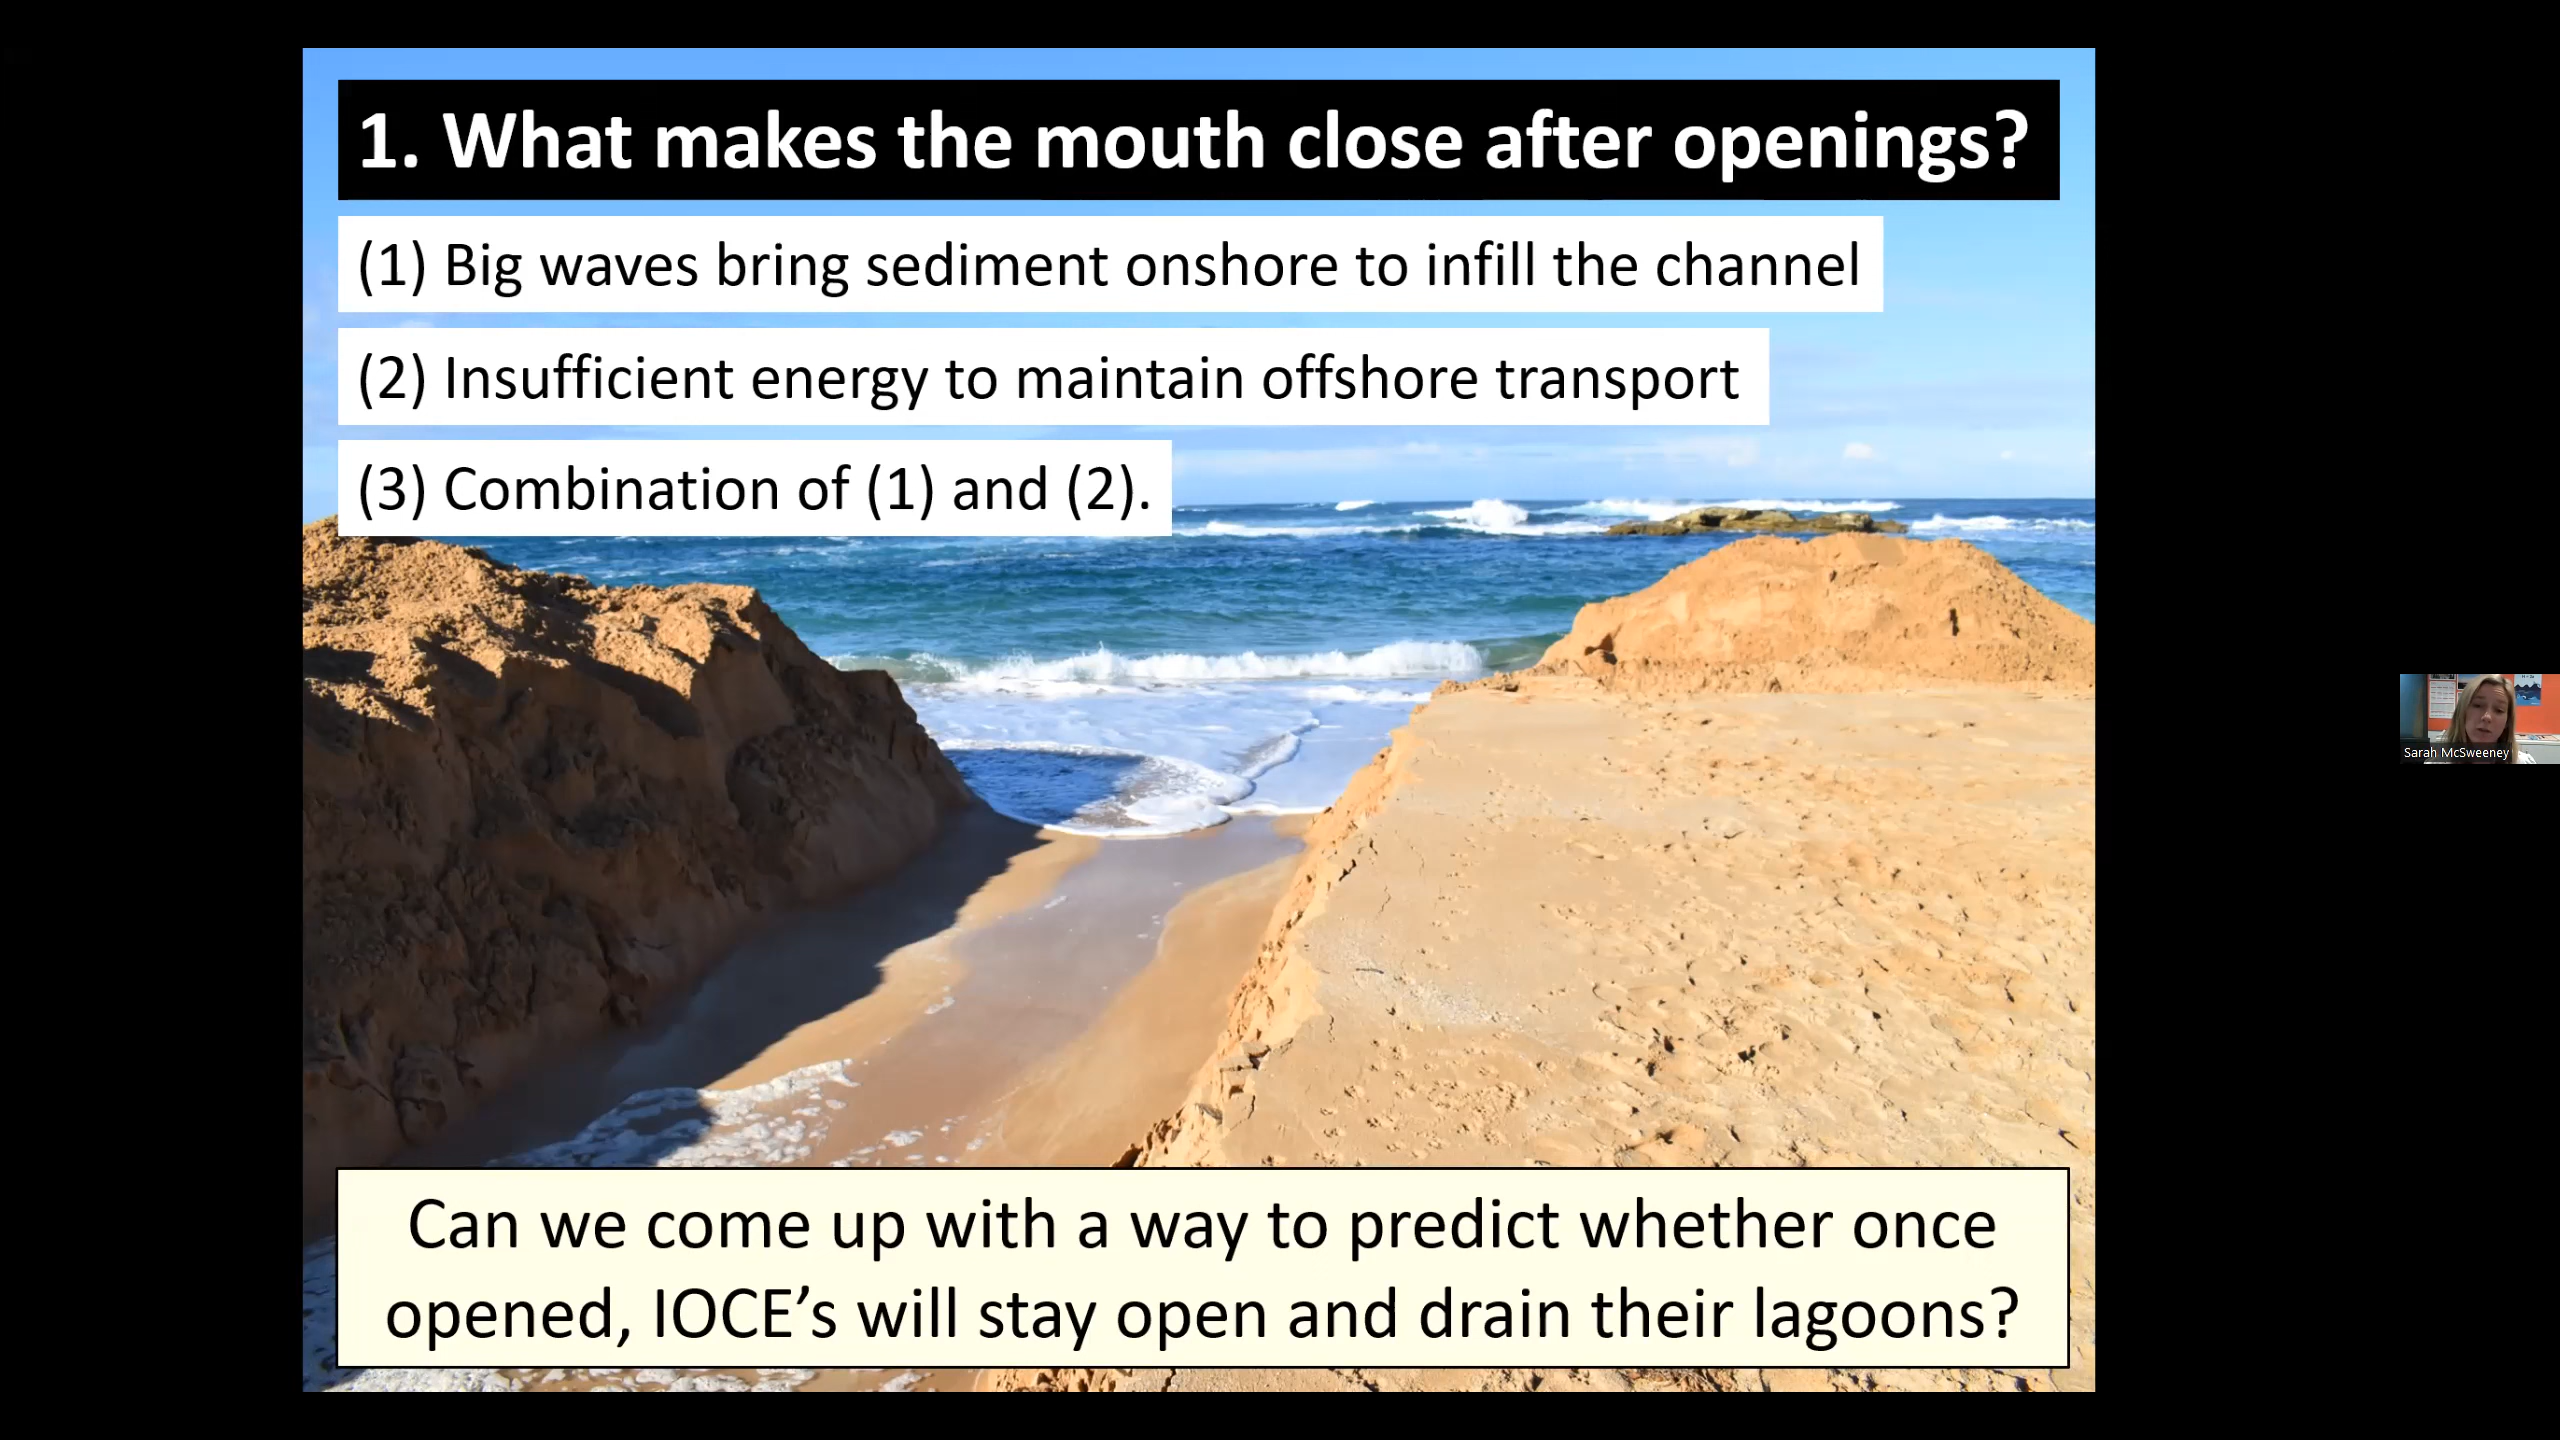 1. What makes the mouth close after openings?
(1) Big waves bring sediment onshore to infill the channel
(2) Insufficient energy to maintain offshore transport
(3) Combination of (1) and (2).
Sarah McSweeney
Can we come up with a way to predict whether once
opened, IOCE’s will stay open and drain their lagoons?